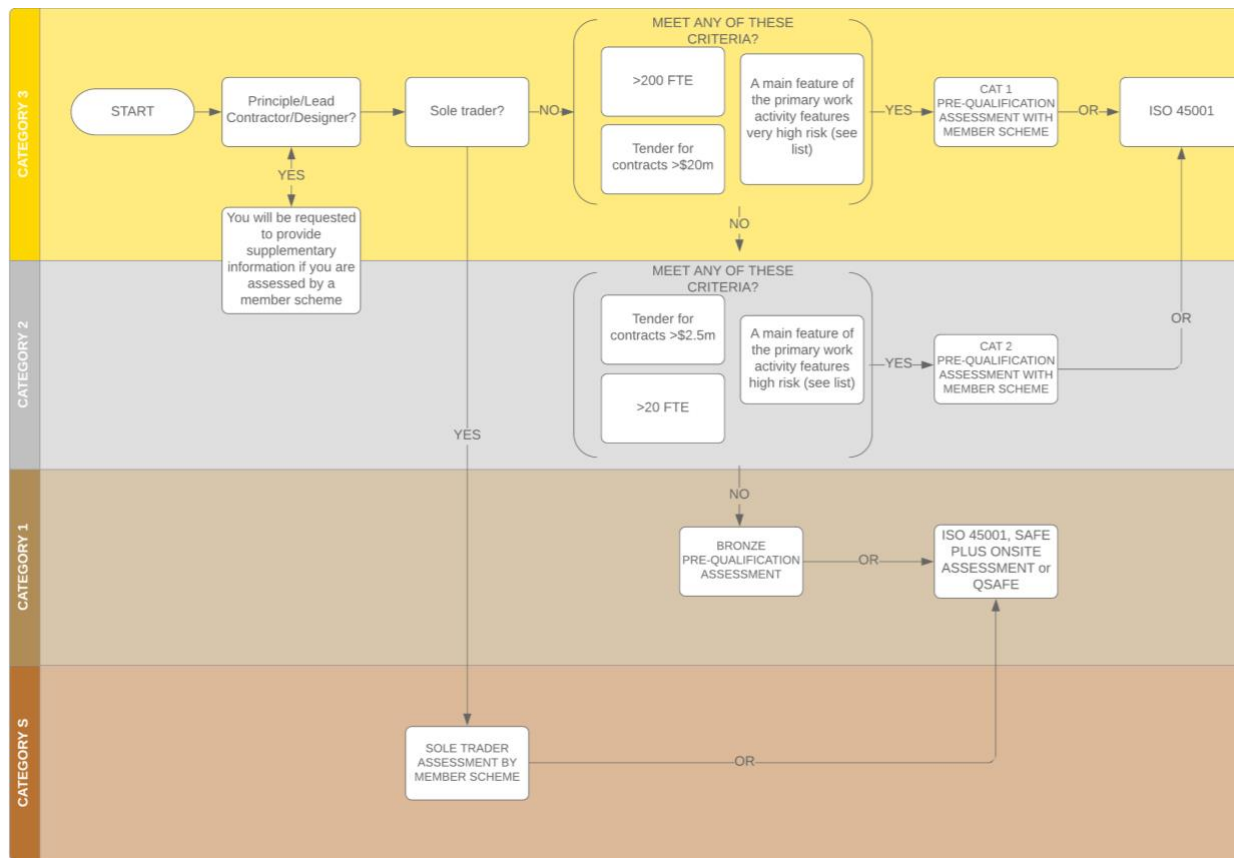 CATEGORY 3
START
Principle/Lead
Contractor/Designer?
YES
You will be requested
to provide
supplementary
information if you are
assessed by a
member scheme
Sole trader?
NO
MEET ANY OF THESE
CRITERIA?
>200 FTE
Tender for
contracts >$20m
A main feature of
the primary work
activity features
very high risk (see
list)
YES
CAT 1
PRE-QUALIFICATION
ASSESSMENT WITH
MEMBER SCHEME
OR
ISO 45001
NO
CATEGORY 2
MEET ANY OF THESE
CRITERIA?
Tender for
contracts >$2.5m
>20 FTE
A main feature of
the primary work
activity features
high risk (see list)
YES
CAT 2
PRE-QUALIFICATION
ASSESSMENT WITH
MEMBER SCHEME
OR
YES
NO
CATEGORY 1
BRONZE
PRE-QUALIFICATION
ASSESSMENT
OR
ISO 45001, SAFE
PLUS ONSITE
ASSESSMENT or
QSAFE
CATEGORY S
SOLE TRADER
ASSESSMENT BY
MEMBER SCHEME
OR